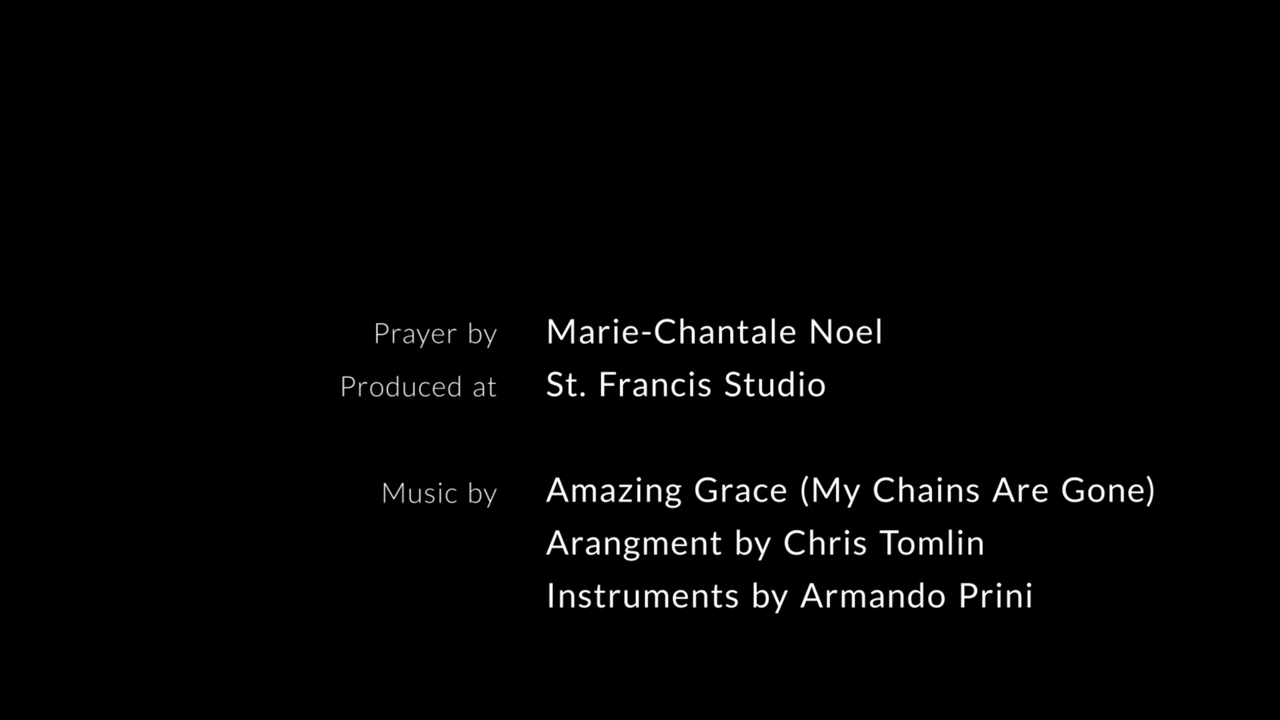 Prayer by Marie-Chantale Noel
Produced at St. Francis Studio
Music by Amazing Grace (My Chains Are Gone)
Arangment by Chris Tomlin
Instruments by Armando Prini